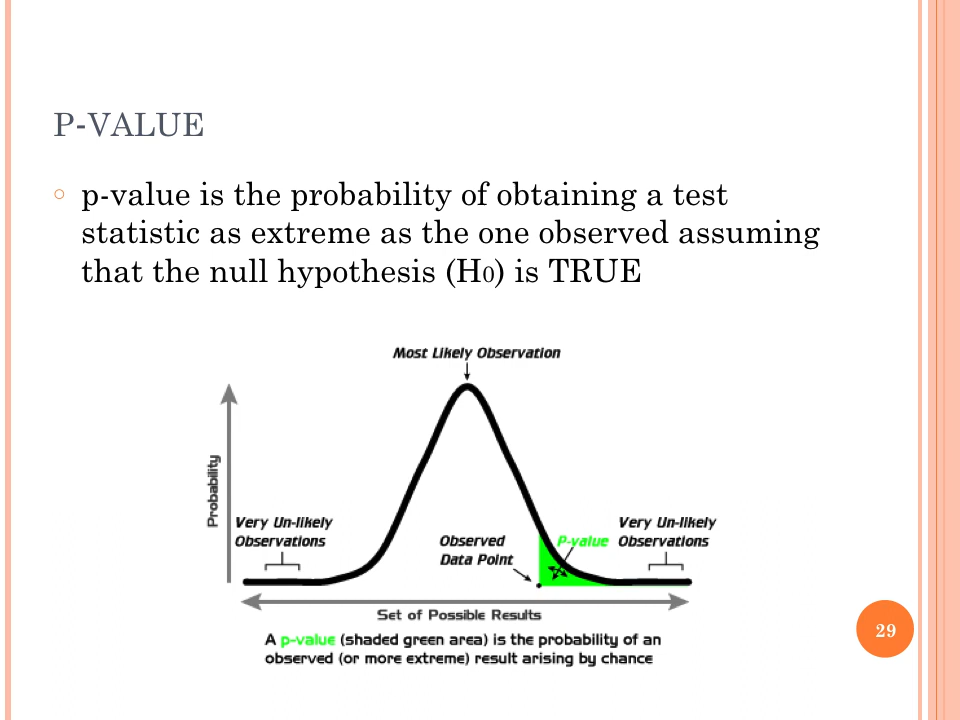 P-VALUE
○ p-value is the probability of obtaining a test
statistic as extreme as the one observed assuming
that the null hypothesis (H0) is TRUE
Most Likely Observation
Probability
Very Un-likely
Observations
Observed
Data Point
P-value
Very Un-likely
Observations
Set of Possible Results
A p-value (shaded green area) is the probability of an
observed (or more extreme) result arising by chance
29